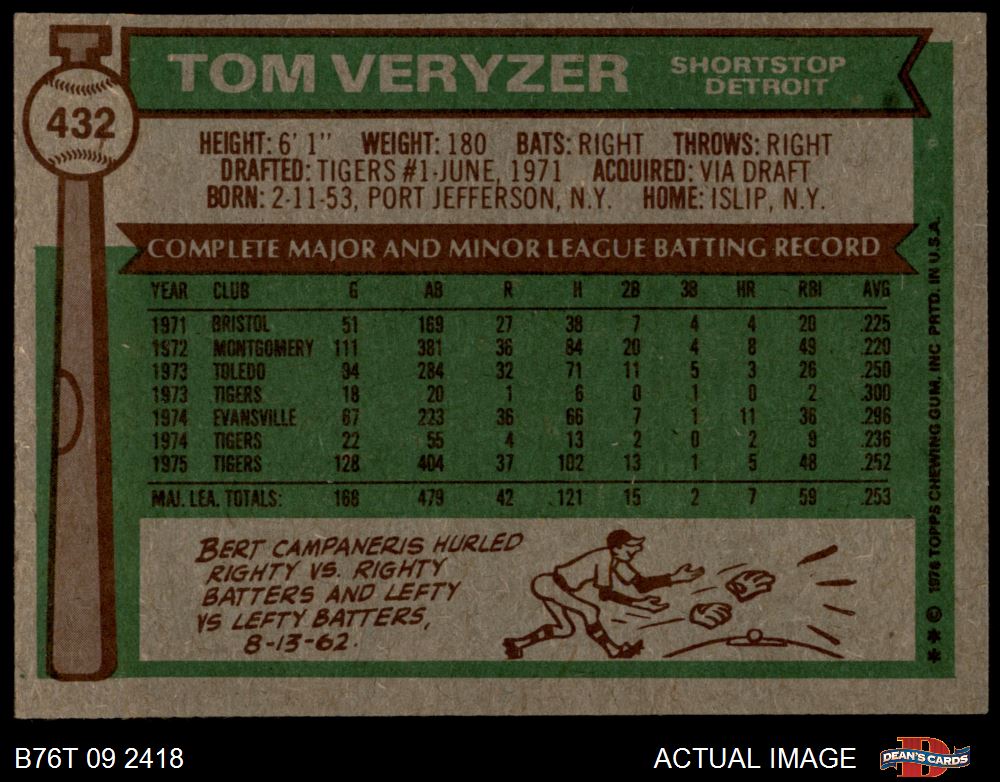 432
TOM VERYZER
SHORTSTOP
DETROIT
HEIGHT: 6' 1" WEIGHT: 180 BATS: RIGHT THROWS: RIGHT
DRAFTED: TIGERS #1-JUNE, 1971 ACQUIRED: VIA DRAFT
BORN: 2-11-53, PORT JEFFERSON, N.Y. HOME: ISLIP, N.Y.
COMPLETE MAJOR AND MINOR LEAGUE BATTING RECORD
YEAR CLUB G AB R H 2B 3B HR RBI AVG
1971 BRISTOL 51 169 27 38 7 4 4 20 .225
1972 MONTGOMERY 111 381 36 84 20 4 8 49 .220
1973 TOLEDO 94 284 32 71 11 5 3 26 .250
1973 TIGERS 18 20 1 6 0 1 0 2 .300
1974 EVANSVILLE 67 223 36 66 7 1 11 36 .296
1974 TIGERS 22 55 4 13 2 0 2 9 .236
1975 TIGERS 128 404 37 102 13 1 5 48 .252
MAJ. LEA. TOTALS: 168 479 42 121 15 2 7 59 .253
BERT CAMPANERIS HURLED
RIGHTY VS. RIGHTY
BATTERS AND LEFTY
VS LEFTY BATTERS,
8-13-62.
** © 1976 TOPPS CHEWING GUM, INC PRTD. IN U.S.A.
B76T 09 2418
ACTUAL IMAGE
D
DEAN'S CARDS